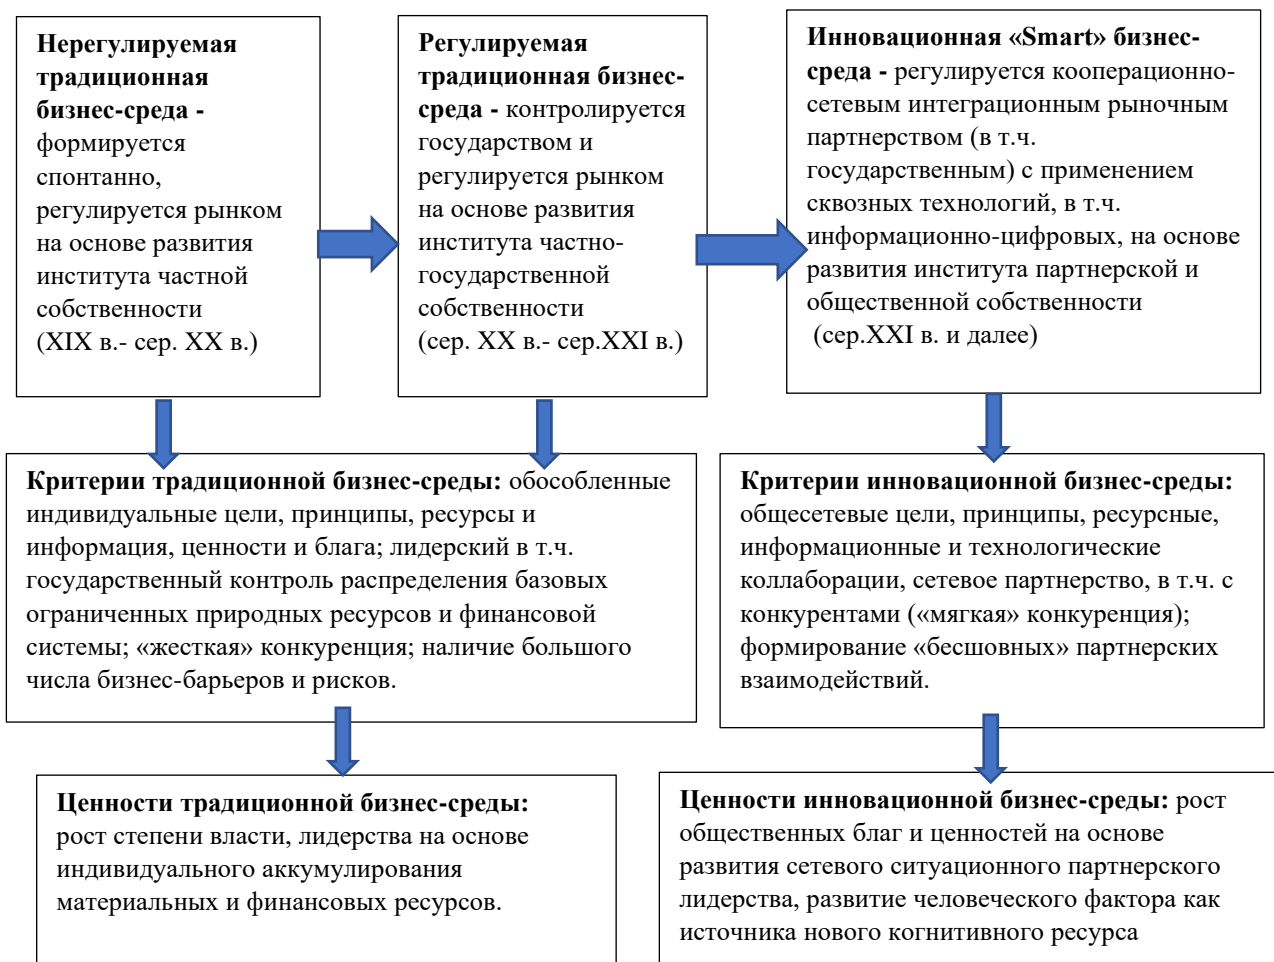 Нерегулируемая
традиционная
бизнес-среда -
формируется
спонтанно,
регулируется рынком
на основе развития
института частной
собственности
(XIX в.- сер. XX в.)
Регулируемая
традиционная бизнес-
среда - контролируется
государством и
регулируется рынком
на основе развития
института частно-
государственной
собственности
(сер. XX в.- сер.XXI в.)
Инновационная «Smart» бизнес-
среда - регулируется кооперационно-
сетевым интеграционным рыночным
партнерством (в т.ч.
государственным) с применением
сквозных технологий, в т.ч.
информационно-цифровых, на основе
развития института партнерской и
общественной собственности
(сер.XXI в. и далее)
Критерии традиционной бизнес-среды: обособленные
индивидуальные цели, принципы, ресурсы и
информация, ценности и блага; лидерский в т.ч.
государственный контроль распределения базовых
ограниченных природных ресурсов и финансовой
системы; «жесткая» конкуренция; наличие большого
числа бизнес-барьеров и рисков.
Критерии инновационной бизнес-среды:
общесетевые цели, принципы, ресурсные,
информационные и технологические
коллаборации, сетевое партнерство, в т.ч. с
конкурентами («мягкая» конкуренция);
формирование «бесшовных» партнерских
взаимодействий.
Ценности традиционной бизнес-среды:
рост степени власти, лидерства на основе
индивидуального аккумулирования
материальных и финансовых ресурсов.
Ценности инновационной бизнес-среды: рост
общественных благ и ценностей на основе
развития сетевого ситуационного партнерского
лидерства, развитие человеческого фактора как
источника нового когнитивного ресурса